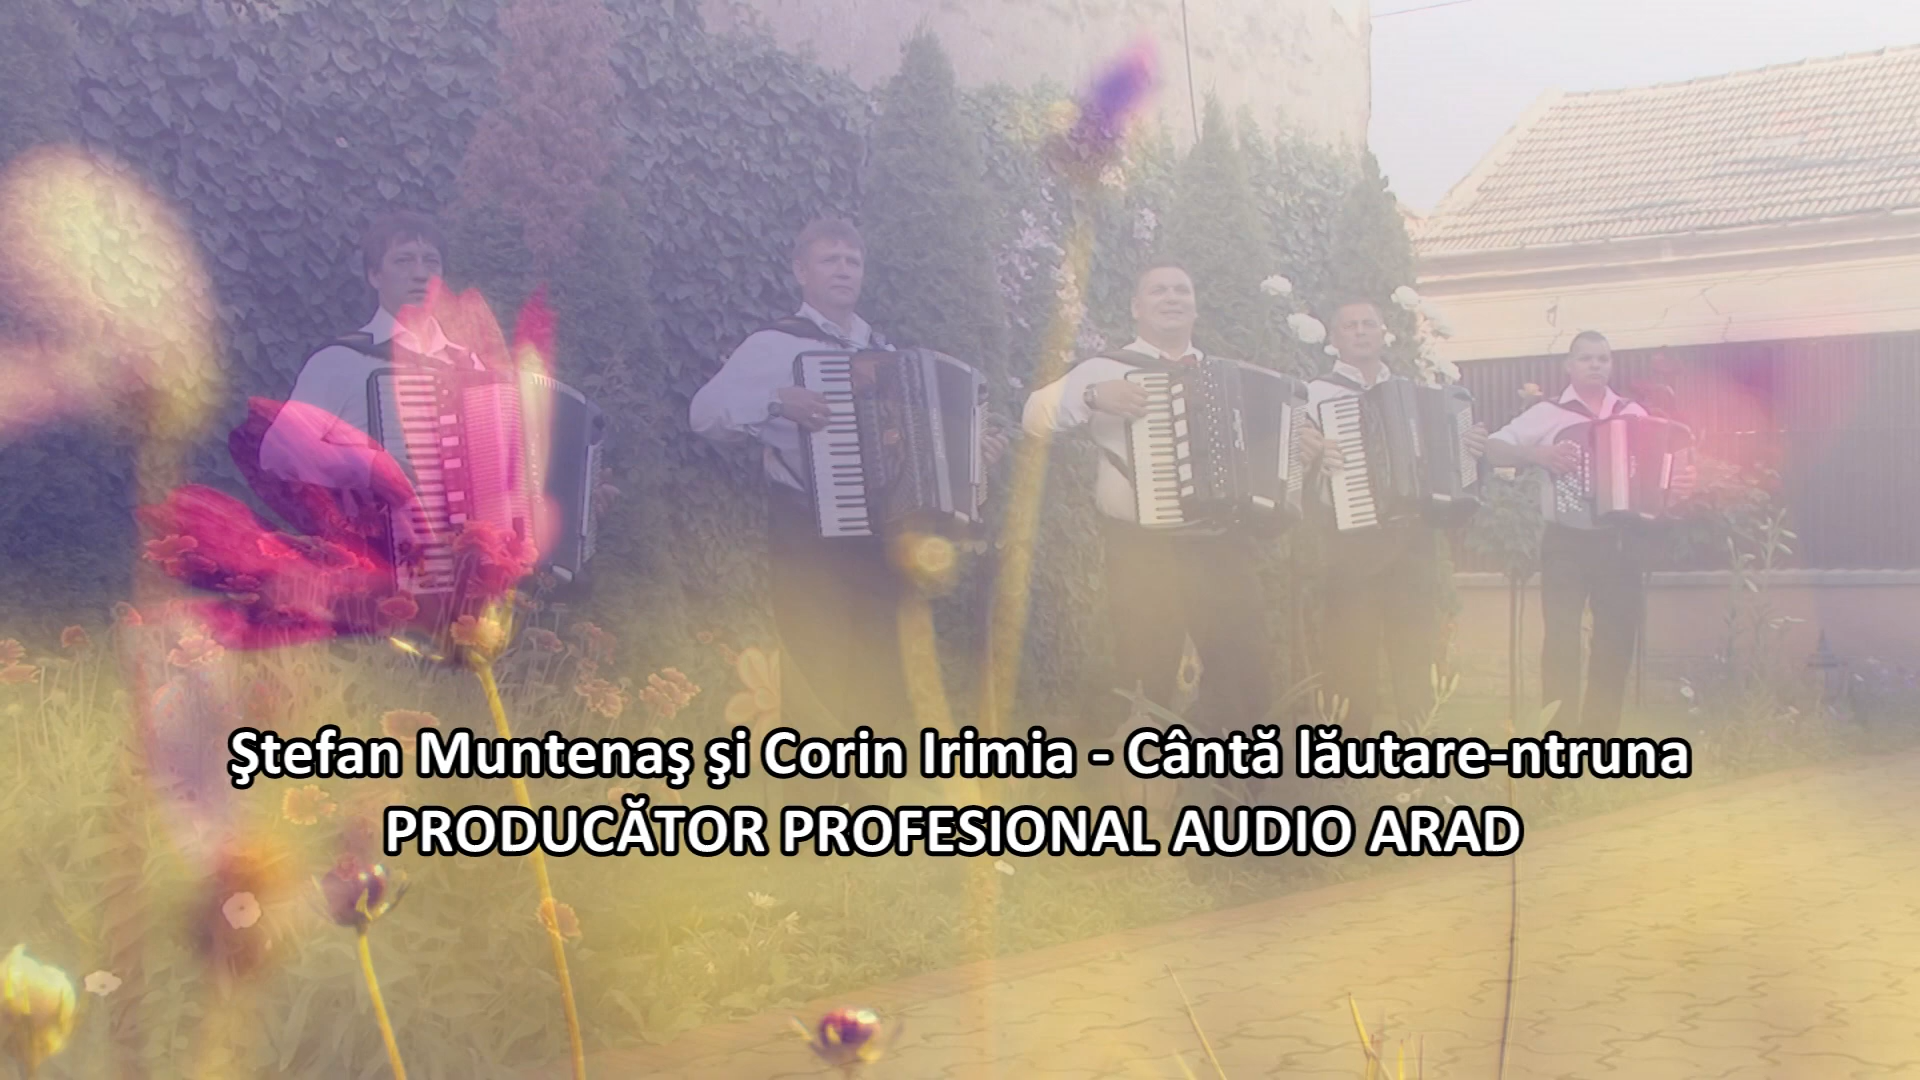 Ştefan Muntenaş şi Corin Irimia - Cântă lăutare-ntruna
PRODUCĂTOR PROFESIONAL AUDIO ARAD